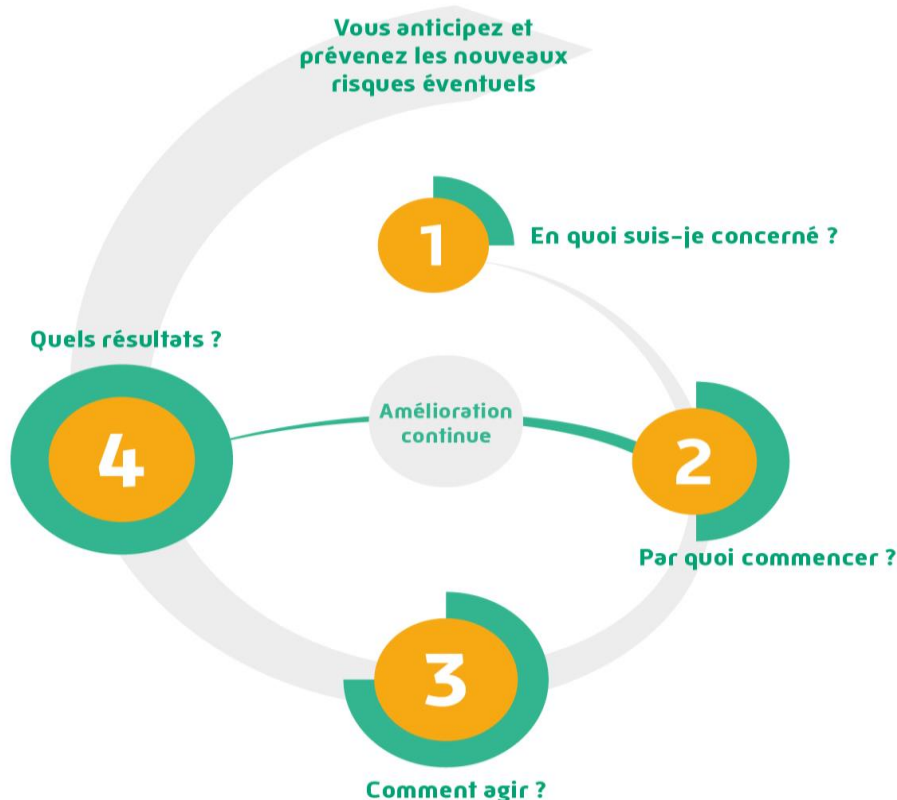 Vous anticipez et
prévenez les nouveaux
risques éventuels
1
En quoi suis-je concerné ?
Quels résultats ?
Amélioration
continue
4
2
Par quoi commencer ?
3
Comment agir ?